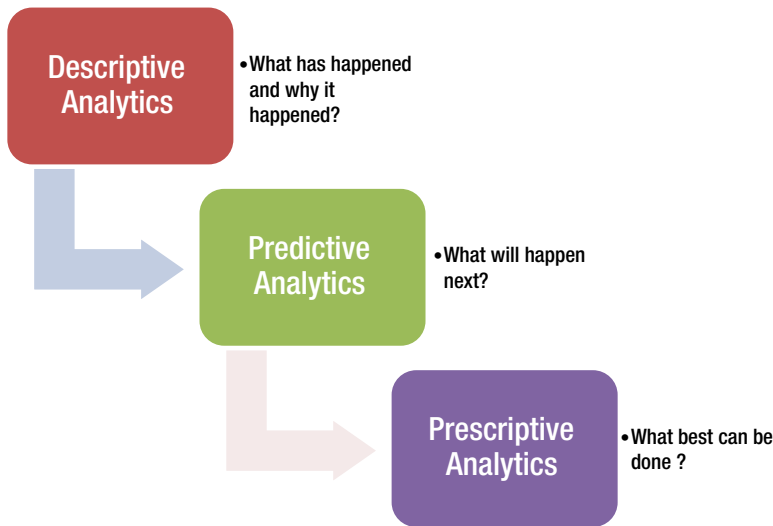 Descriptive
Analytics
•What has happened
and why it
happened?
Predictive
Analytics
•What will happen
next?
Prescriptive
Analytics
•What best can be
done ?